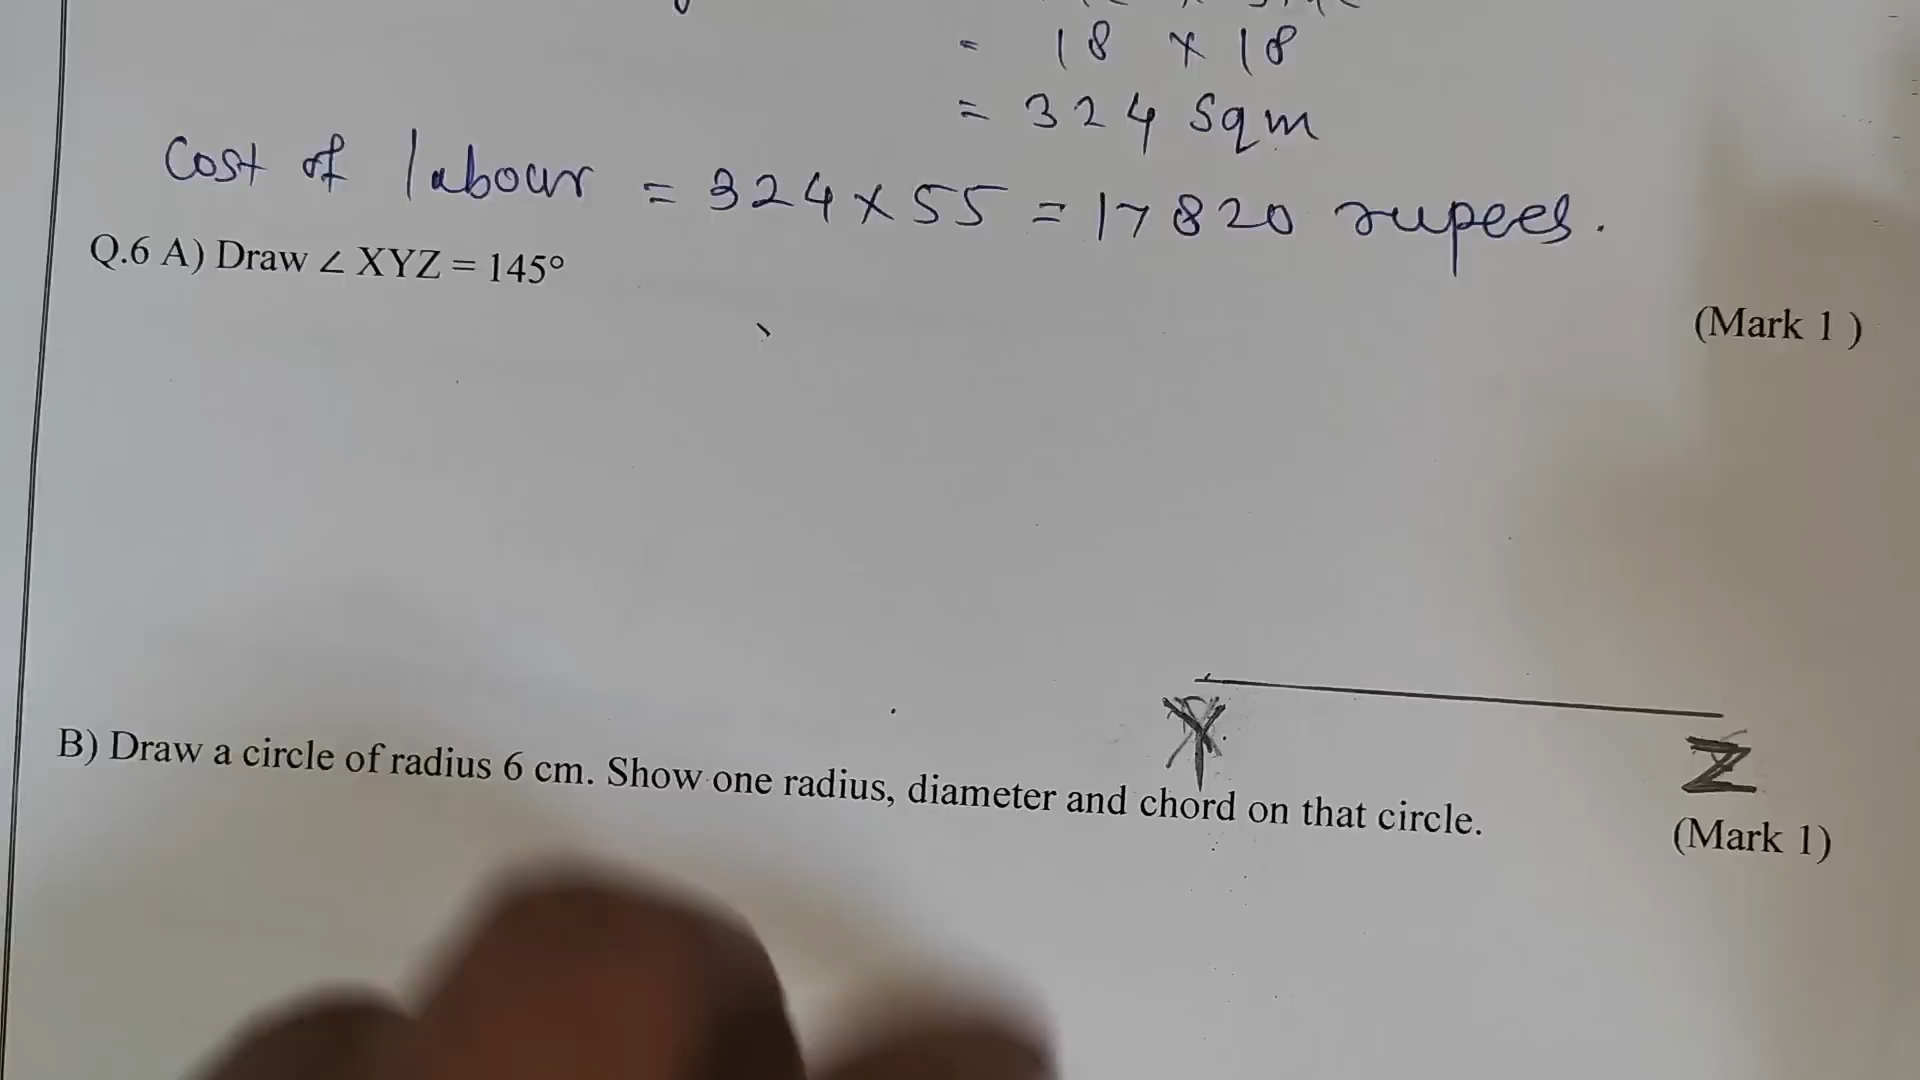 = 18 × 18
= 324 sqm
Cost of labour = 324 × 55 = 17820 rupees.
Q.6 A) Draw ∠ XYZ = 145°
(Mark 1 )
Y
Z
B) Draw a circle of radius 6 cm. Show one radius, diameter and chord on that circle.
(Mark 1)